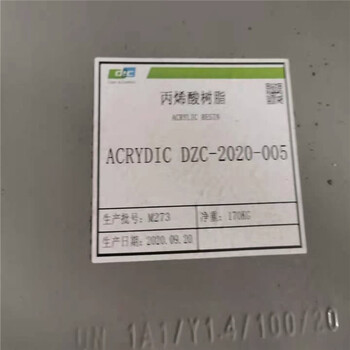 DIC
丙烯酸树脂
ACRYLIC RESIN
ACRYDIC DZC-2020-005
生产批号: M273 净重: 170KG
生产日期: 2020.09.20
UN 1A1/Y1.4/100/20